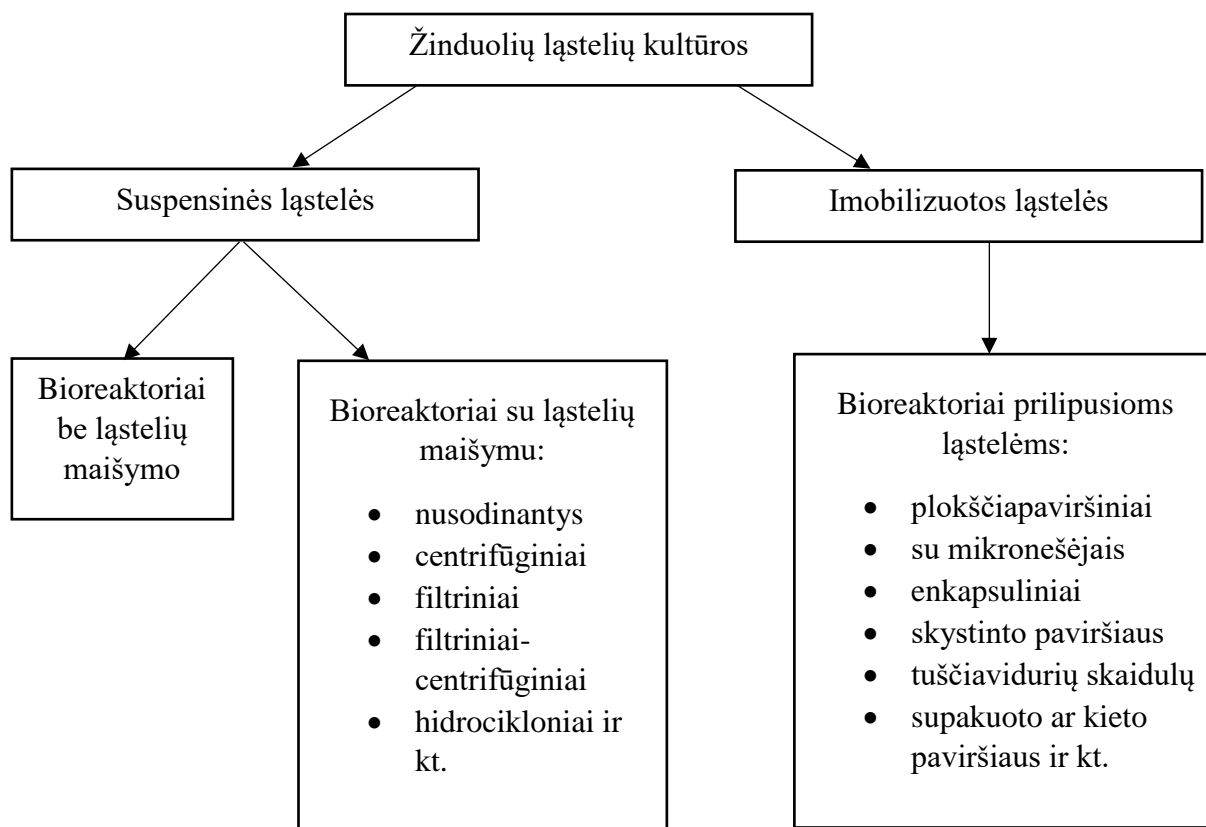 Žinduolių ląstelių kultūros
Suspensinės ląstelės
Imobilizuotos ląstelės
Bioreaktoriai
be ląstelių
maišymo
Bioreaktoriai su ląstelių
maišymu:
• nusodinantys
• centrifūginiai
• filtriniai
• filtriniai-
centrifūginiai
• hidrocikloniai ir
kt.
Bioreaktoriai prilipusioms
ląstelėms:
• plokščiapaviršiniai
• su mikronešėjais
• enkapsuliniai
• skystinto paviršiaus
• tuščiavidurių skaidulų
• supakuoto ar kieto
paviršiaus ir kt.